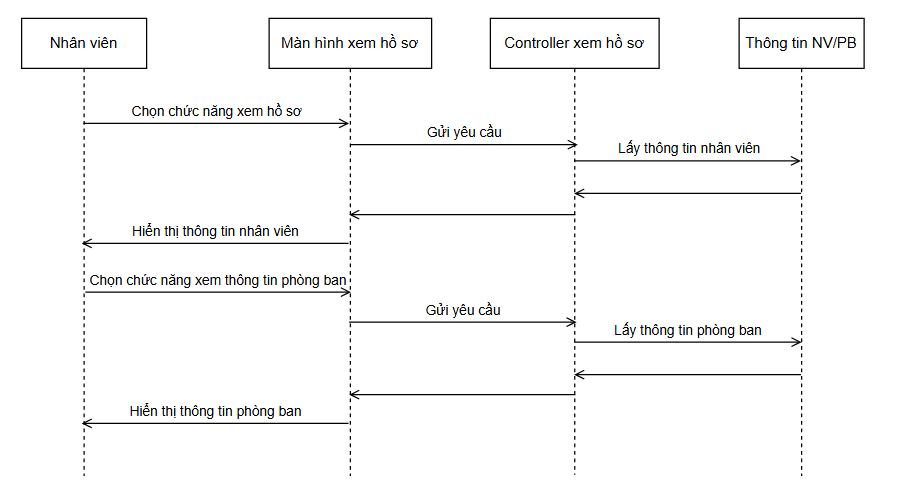 Nhân viên
Màn hình xem hồ sơ
Controller xem hồ sơ
Thông tin NV/PB
Chọn chức năng xem hồ sơ
Gửi yêu cầu
Lấy thông tin nhân viên
Hiển thị thông tin nhân viên
Chọn chức năng xem thông tin phòng ban
Gửi yêu cầu
Lấy thông tin phòng ban
Hiển thị thông tin phòng ban